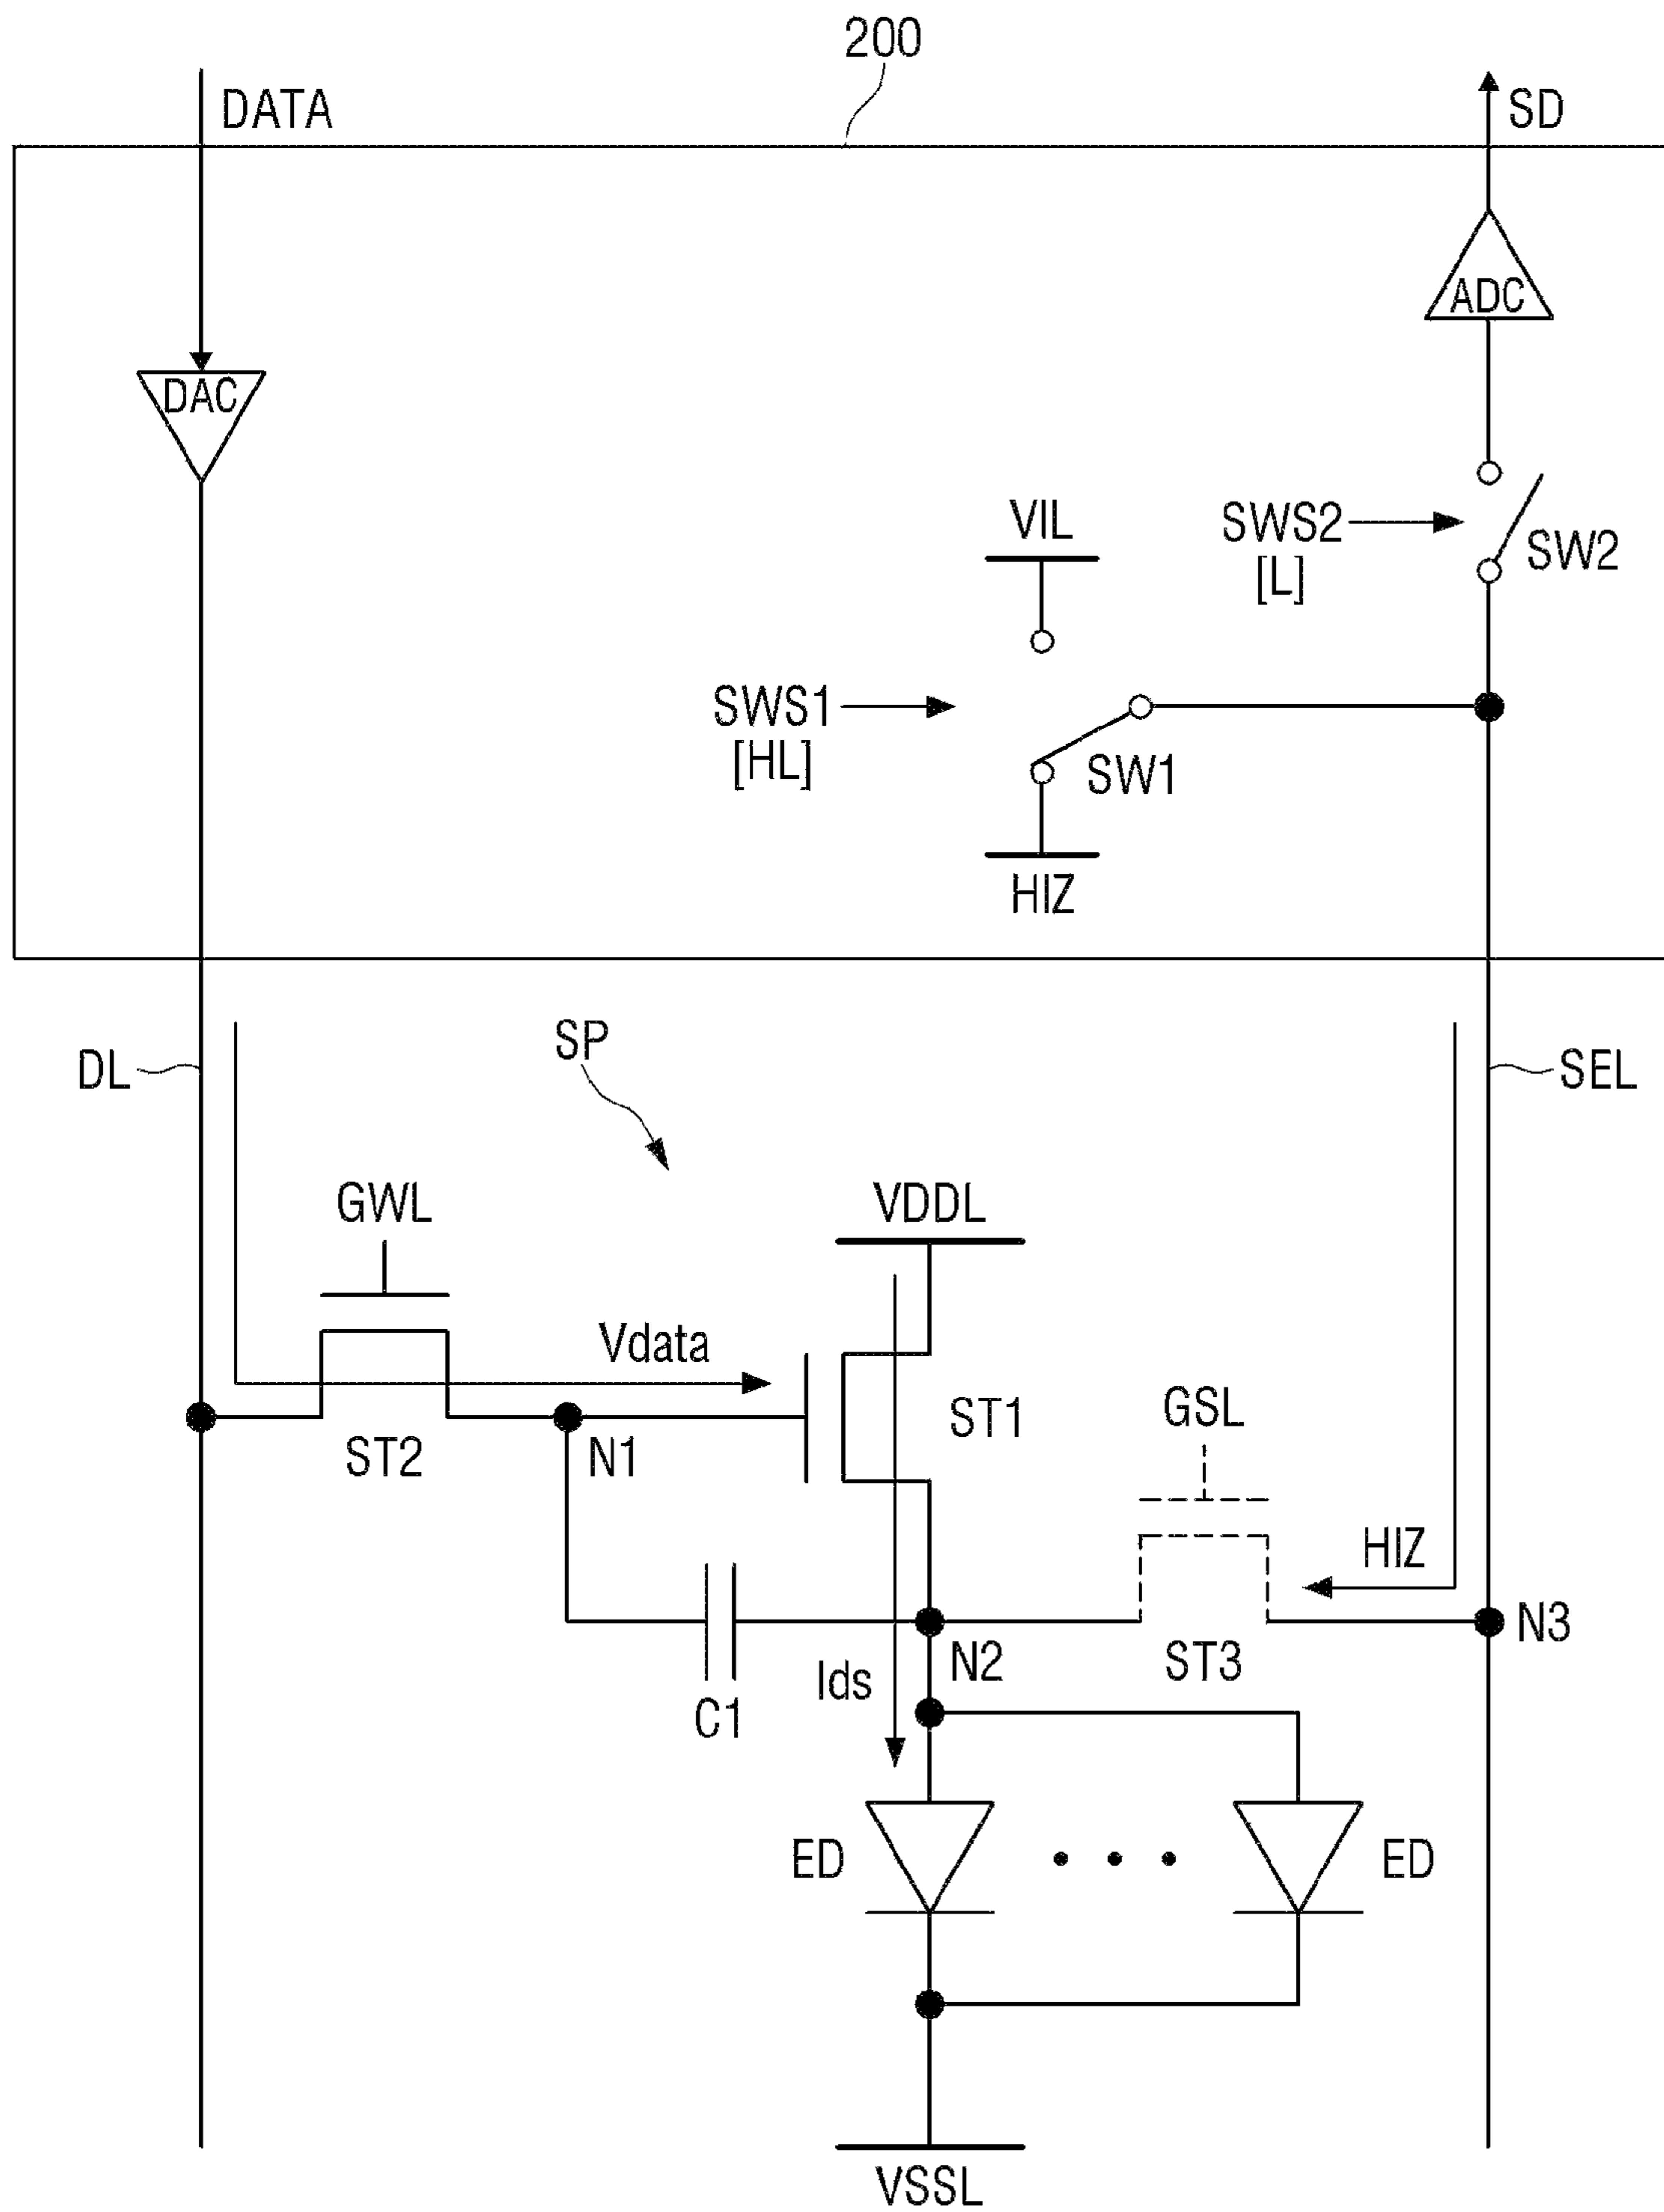 200
DATA
SD
ADC
DAC
VIL
SWS2
[L]
SW2
SWS1
[HL]
SW1
HIZ
SP
DL
SEL
GWL
VDDL
Vdata
ST1
GSL
ST2
N1
HIZ
N2
ST3
N3
Ids
C1
ED
ED
VSSL